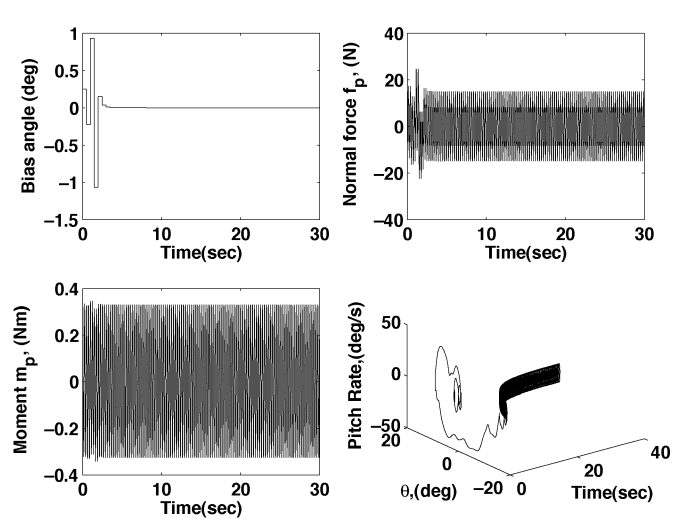 1
0.5
0
−0.5
−1
−1.5
0 10 20 30
Time(sec)
Bias angle (deg)
40
20
0
−20
−40
0 10 20 30
Time(sec)
Normal force fp, (N)
0.4
0.2
0
−0.2
−0.4
0 10 20 30
Time(sec)
Moment mp, (Nm)
50
0
−50
20
0
−20
0
20
40
Pitch Rate,(deg/s)
θ,(deg)
Time(sec)